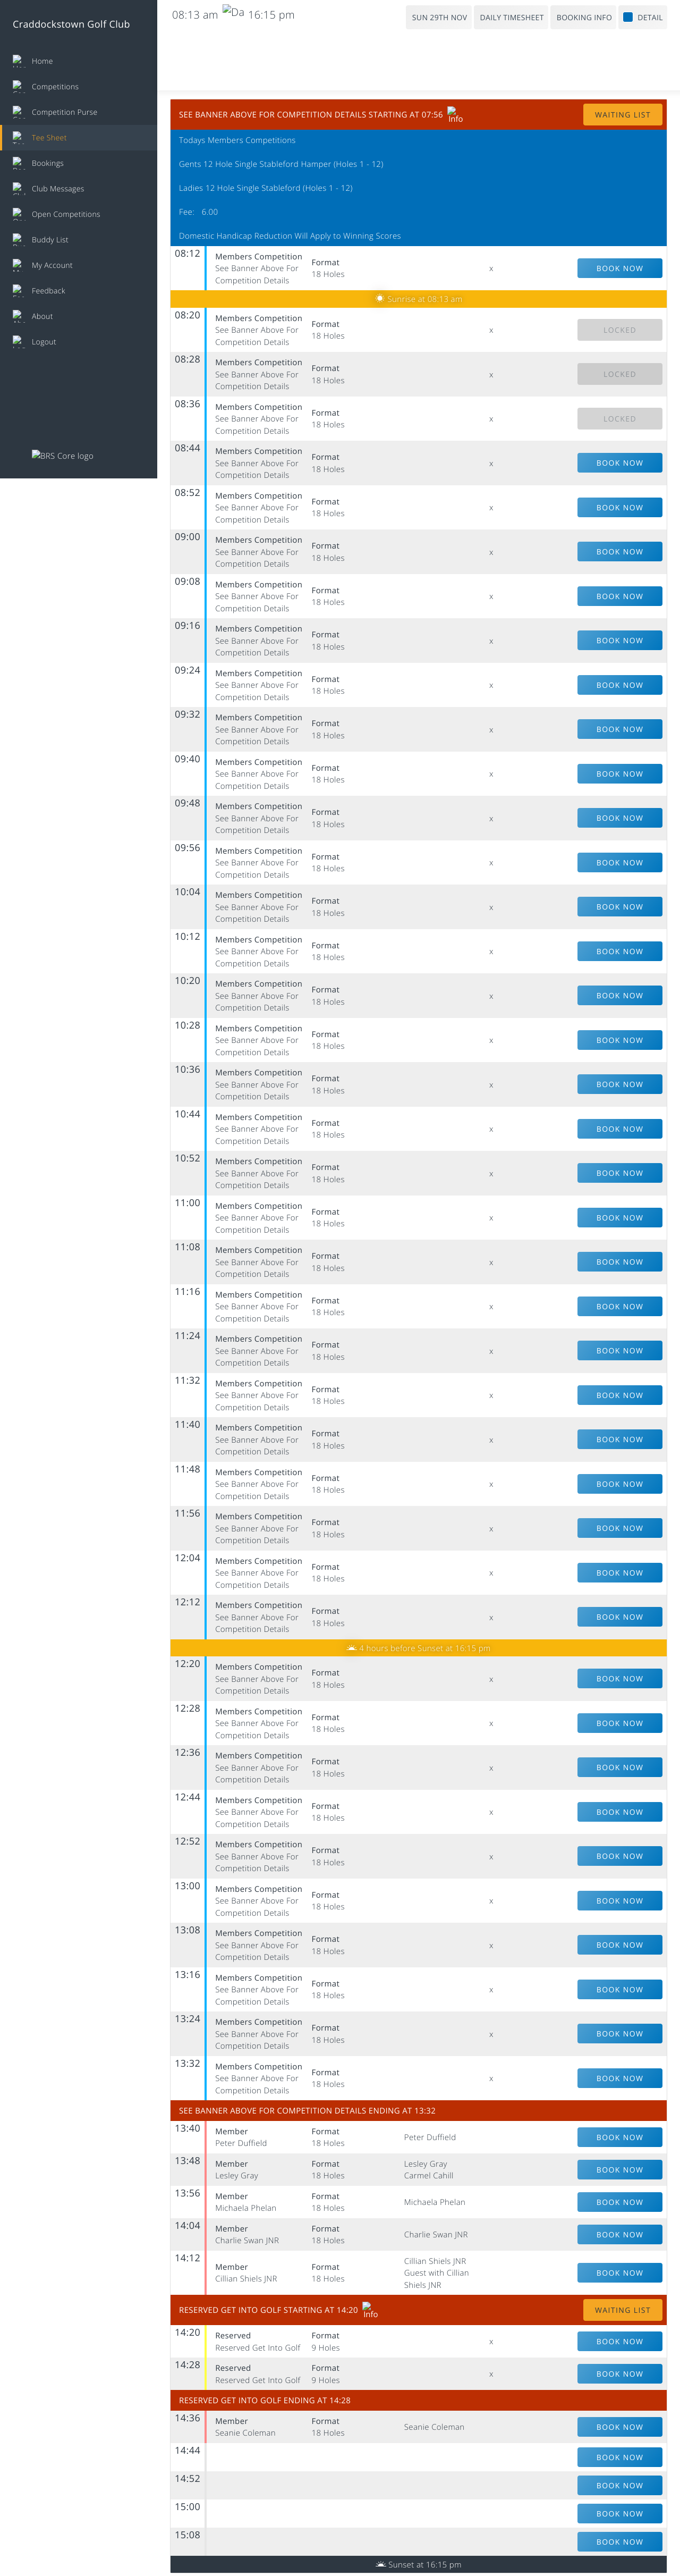 Craddockstown Golf Club
Home
Competitions
Competition Purse
Tee Sheet
Bookings
Club Messages
Open Competitions
Buddy List
My Account
Feedback
About
Logout
BRS Core logo
08:13 am Da 16:15 pm
SUN 29TH NOV DAILY TIMESHEET BOOKING INFO DETAIL
SEE BANNER ABOVE FOR COMPETITION DETAILS STARTING AT 07:56 Info WAITING LIST
Todays Members Competitions
Gents 12 Hole Single Stableford Hamper (Holes 1 - 12)
Ladies 12 Hole Single Stableford (Holes 1 - 12)
Fee: 6.00
Domestic Handicap Reduction Will Apply to Winning Scores
08:12 Members Competition Format
See Banner Above For 18 Holes x BOOK NOW
Competition Details
Sunrise at 08:13 am
08:20 Members Competition Format
See Banner Above For 18 Holes x LOCKED
Competition Details
08:28 Members Competition Format
See Banner Above For 18 Holes x LOCKED
Competition Details
08:36 Members Competition Format
See Banner Above For 18 Holes x LOCKED
Competition Details
08:44 Members Competition Format
See Banner Above For 18 Holes x BOOK NOW
Competition Details
08:52 Members Competition Format
See Banner Above For 18 Holes x BOOK NOW
Competition Details
09:00 Members Competition Format
See Banner Above For 18 Holes x BOOK NOW
Competition Details
09:08 Members Competition Format
See Banner Above For 18 Holes x BOOK NOW
Competition Details
09:16 Members Competition Format
See Banner Above For 18 Holes x BOOK NOW
Competition Details
09:24 Members Competition Format
See Banner Above For 18 Holes x BOOK NOW
Competition Details
09:32 Members Competition Format
See Banner Above For 18 Holes x BOOK NOW
Competition Details
09:40 Members Competition Format
See Banner Above For 18 Holes x BOOK NOW
Competition Details
09:48 Members Competition Format
See Banner Above For 18 Holes x BOOK NOW
Competition Details
09:56 Members Competition Format
See Banner Above For 18 Holes x BOOK NOW
Competition Details
10:04 Members Competition Format
See Banner Above For 18 Holes x BOOK NOW
Competition Details
10:12 Members Competition Format
See Banner Above For 18 Holes x BOOK NOW
Competition Details
10:20 Members Competition Format
See Banner Above For 18 Holes x BOOK NOW
Competition Details
10:28 Members Competition Format
See Banner Above For 18 Holes x BOOK NOW
Competition Details
10:36 Members Competition Format
See Banner Above For 18 Holes x BOOK NOW
Competition Details
10:44 Members Competition Format
See Banner Above For 18 Holes x BOOK NOW
Competition Details
10:52 Members Competition Format
See Banner Above For 18 Holes x BOOK NOW
Competition Details
11:00 Members Competition Format
See Banner Above For 18 Holes x BOOK NOW
Competition Details
11:08 Members Competition Format
See Banner Above For 18 Holes x BOOK NOW
Competition Details
11:16 Members Competition Format
See Banner Above For 18 Holes x BOOK NOW
Competition Details
11:24 Members Competition Format
See Banner Above For 18 Holes x BOOK NOW
Competition Details
11:32 Members Competition Format
See Banner Above For 18 Holes x BOOK NOW
Competition Details
11:40 Members Competition Format
See Banner Above For 18 Holes x BOOK NOW
Competition Details
11:48 Members Competition Format
See Banner Above For 18 Holes x BOOK NOW
Competition Details
11:56 Members Competition Format
See Banner Above For 18 Holes x BOOK NOW
Competition Details
12:04 Members Competition Format
See Banner Above For 18 Holes x BOOK NOW
Competition Details
12:12 Members Competition Format
See Banner Above For 18 Holes x BOOK NOW
Competition Details
4 hours before Sunset at 16:15 pm
12:20 Members Competition Format
See Banner Above For 18 Holes x BOOK NOW
Competition Details
12:28 Members Competition Format
See Banner Above For 18 Holes x BOOK NOW
Competition Details
12:36 Members Competition Format
See Banner Above For 18 Holes x BOOK NOW
Competition Details
12:44 Members Competition Format
See Banner Above For 18 Holes x BOOK NOW
Competition Details
12:52 Members Competition Format
See Banner Above For 18 Holes x BOOK NOW
Competition Details
13:00 Members Competition Format
See Banner Above For 18 Holes x BOOK NOW
Competition Details
13:08 Members Competition Format
See Banner Above For 18 Holes x BOOK NOW
Competition Details
13:16 Members Competition Format
See Banner Above For 18 Holes x BOOK NOW
Competition Details
13:24 Members Competition Format
See Banner Above For 18 Holes x BOOK NOW
Competition Details
13:32 Members Competition Format
See Banner Above For 18 Holes x BOOK NOW
Competition Details
SEE BANNER ABOVE FOR COMPETITION DETAILS ENDING AT 13:32
13:40 Member Format
Peter Duffield 18 Holes Peter Duffield BOOK NOW
13:48 Member Format Lesley Gray
Lesley Gray 18 Holes Carmel Cahill BOOK NOW
13:56 Member Format
Michaela Phelan 18 Holes Michaela Phelan BOOK NOW
14:04 Member Format
Charlie Swan JNR 18 Holes Charlie Swan JNR BOOK NOW
14:12 Member Format Cillian Shiels JNR
Cillian Shiels JNR 18 Holes Guest with Cillian BOOK NOW
Shiels JNR
RESERVED GET INTO GOLF STARTING AT 14:20 Info WAITING LIST
14:20 Reserved Format
Reserved Get Into Golf 9 Holes x BOOK NOW
14:28 Reserved Format
Reserved Get Into Golf 9 Holes x BOOK NOW
RESERVED GET INTO GOLF ENDING AT 14:28
14:36 Member Format
Seanie Coleman 18 Holes Seanie Coleman BOOK NOW
14:44 BOOK NOW
14:52 BOOK NOW
15:00 BOOK NOW
15:08 BOOK NOW
Sunset at 16:15 pm